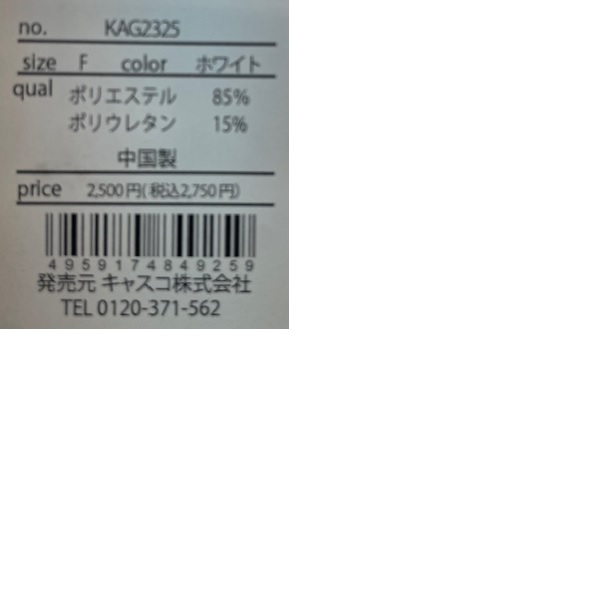 no. KAG2325
size F color ホワイト
qual ポリエステル 85%
ポリウレタン 15%
中国製
price 2,500円(税込2,750円)
4959174849259
発売元 キャスコ株式会社
TEL 0120-371-562